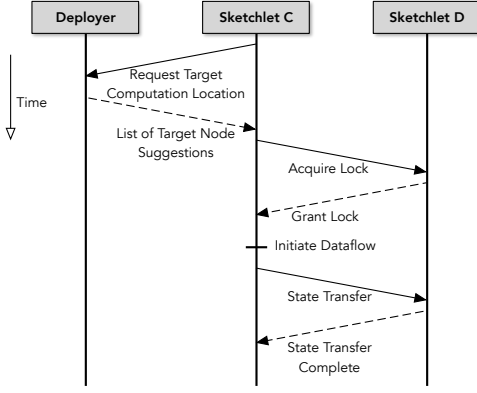 Deployer
Sketchlet C
Sketchlet D
Time
Request Target
Computation Location
List of Target Node
Suggestions
Acquire Lock
Grant Lock
Initiate Dataflow
State Transfer
State Transfer
Complete